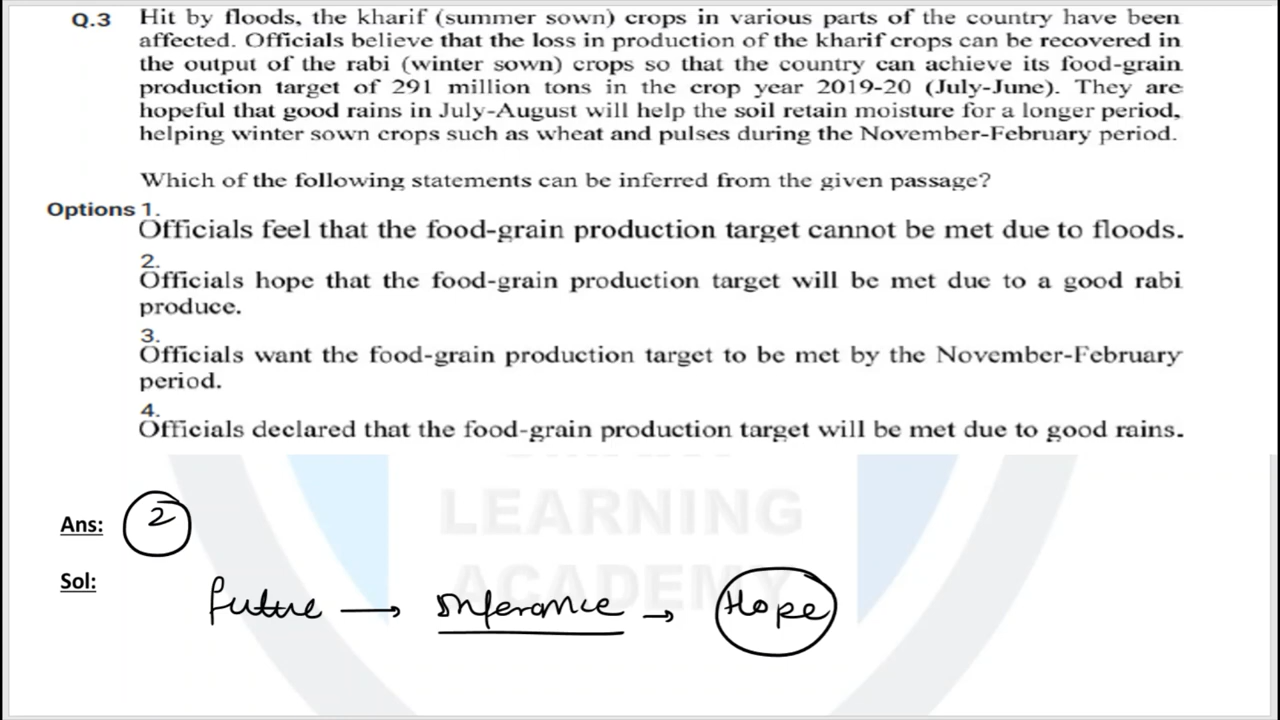 Q.3 Hit by floods, the kharif (summer sown) crops in various parts of the country have been
affected. Officials believe that the loss in production of the kharif crops can be recovered in
the output of the rabi (winter sown) crops so that the country can achieve its food-grain
production target of 291 million tons in the crop year 2019-20 (July-June). They are
hopeful that good rains in July-August will help the soil retain moisture for a longer period,
helping winter sown crops such as wheat and pulses during the November-February period.
Which of the following statements can be inferred from the given passage?
Options 1.
Officials feel that the food-grain production target cannot be met due to floods.
2.
Officials hope that the food-grain production target will be met due to a good rabi
produce.
3.
Officials want the food-grain production target to be met by the November-February
period.
4.
Officials declared that the food-grain production target will be met due to good rains.
LEARNING
ACADEMY
Ans: 2
Sol:
future → Inferance → Hope